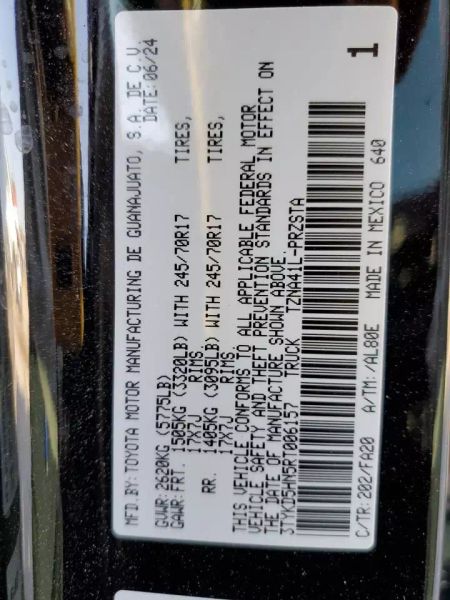 MFD.BY: TOYOTA MOTOR MANUFACTURING DE GUANAJUATO, S.A. DE C.V.
DATE: 06/24
GVWR: 2620KG (5775LB)
GAWR: FRT. 1505KG (3320LB) WITH 245/70R17 TIRES,
17X7J RIMS
RR. 1405KG (3095LB) WITH 245/70R17 TIRES,
17X7J RIMS
THIS VEHICLE CONFORMS TO ALL APPLICABLE FEDERAL MOTOR
VEHICLE SAFETY AND THEFT PREVENTION STANDARDS IN EFFECT ON
THE DATE OF MANUFACTURE SHOWN ABOVE.
3TYKD5HN5RT006157 TRUCK TZNA41L-PRZSTA
C/TR: 202/FA20 A/TM: /AL80E MADE IN MEXICO 640
1